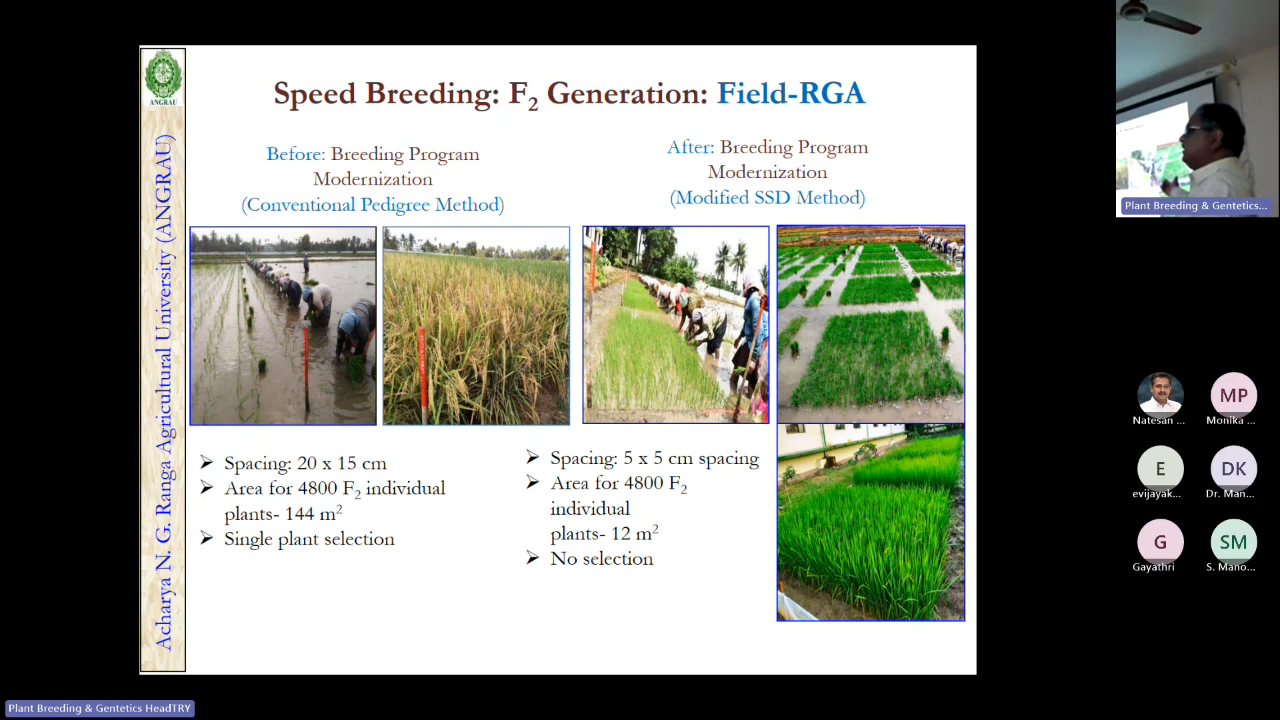 Speed Breeding: F2 Generation: Field-RGA
ANGRAU
Acharya N. G. Ranga Agricultural University (ANGRAU)
Before: Breeding Program
Modernization
(Conventional Pedigree Method)
After: Breeding Program
Modernization
(Modified SSD Method)
➢ Spacing: 20 x 15 cm
➢ Area for 4800 F2 individual
plants- 144 m2
➢ Single plant selection
➢ Spacing: 5 x 5 cm spacing
➢ Area for 4800 F2
individual
plants- 12 m2
➢ No selection
Plant Breeding & Gentetics...
Natesan ...
MP
Monika ...
E
evijayak...
DK
Dr. Man...
G
Gayathri
SM
S. Mano...
Plant Breeding & Gentetics HeadTRY